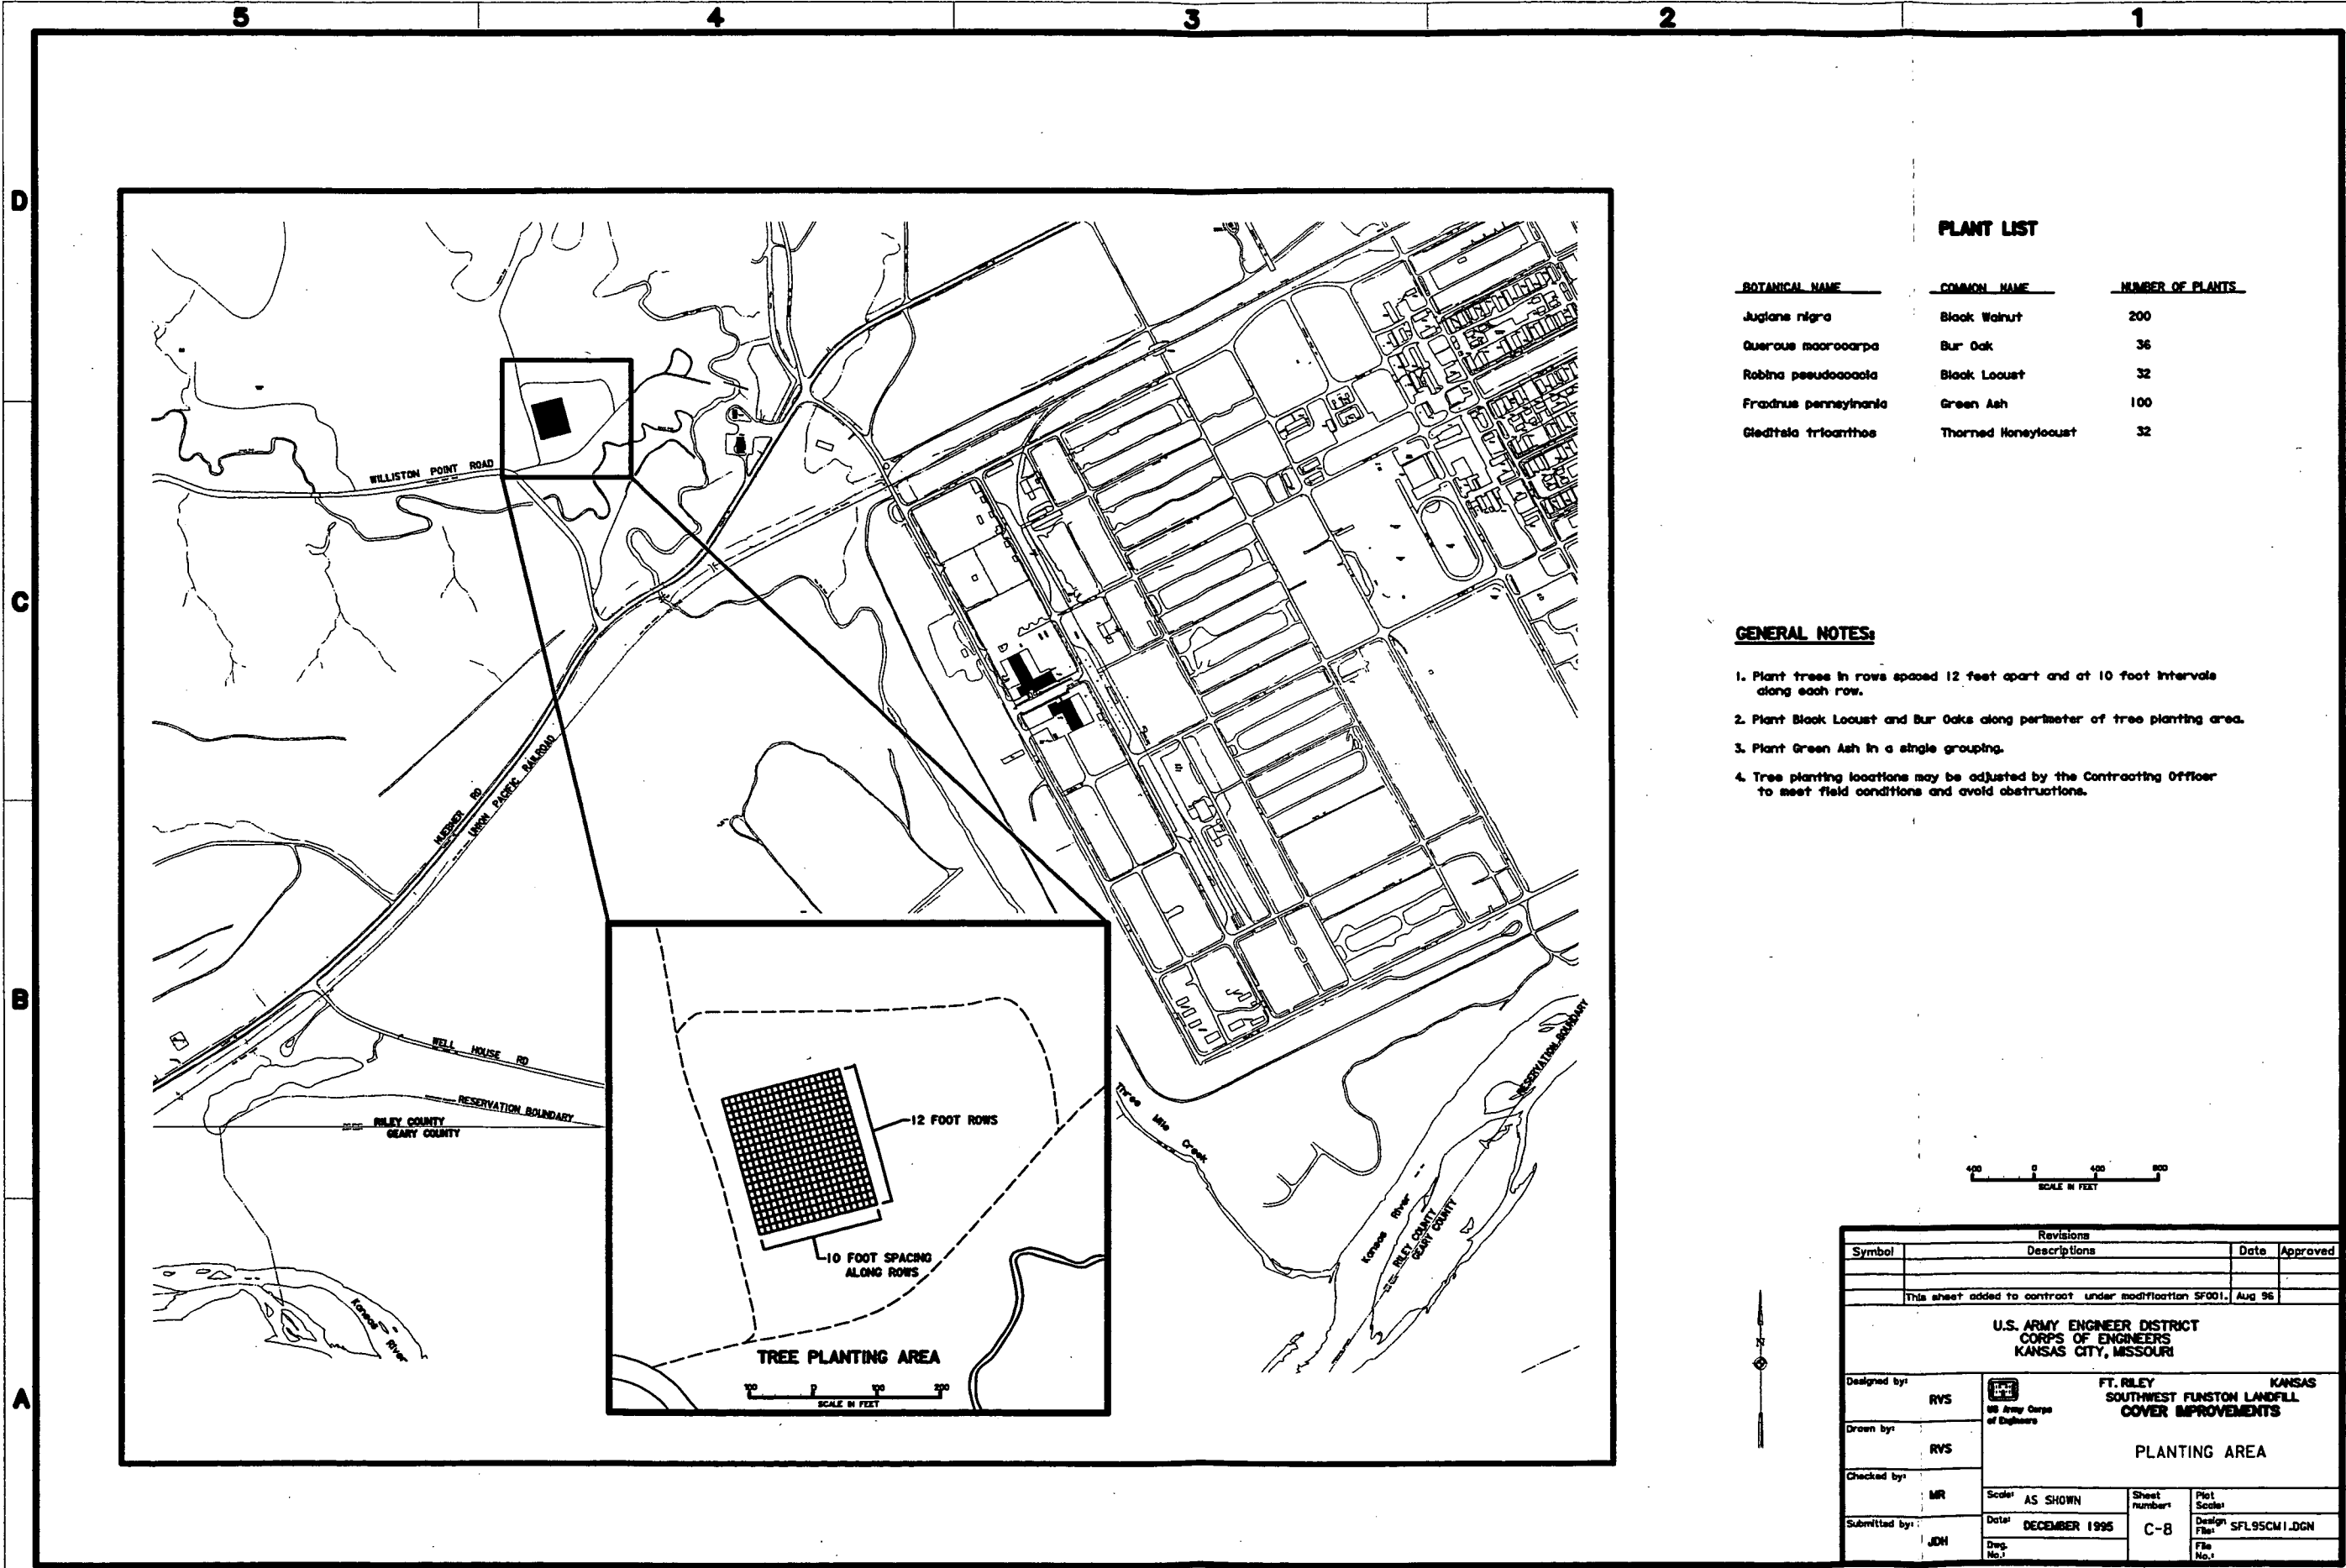 5 4 3 2 1
D
C
B
A
PLANT LIST
BOTANICAL NAME COMMON NAME NUMBER OF PLANTS
Juglans nigra Black Walnut 200
Quercus macrocarpa Bur Oak 36
Robina pseudoacacia Black Locust 32
Fraxinus pennsylnania Green Ash 100
Gleditsia tricanthos Thorned Honeylocust 32
GENERAL NOTES:
1. Plant trees in rows spaced 12 feet apart and at 10 foot intervals
along each row.
2. Plant Black Locust and Bur Oaks along perimeter of tree planting area.
3. Plant Green Ash in a single grouping.
4. Tree planting locations may be adjusted by the Contracting Officer
to meet field conditions and avoid obstructions.
WILLISTON POINT ROAD
HUEBNER RD
UNION PACIFIC RAILROAD
WELL HOUSE RD
RESERVATION BOUNDARY
RILEY COUNTY
GEARY COUNTY
Kansas River
12 FOOT ROWS
10 FOOT SPACING
ALONG ROWS
TREE PLANTING AREA
100 0 100 200
SCALE IN FEET
Three Mile Creek
Kansas River
RILEY COUNTY
GEARY COUNTY
RESERVATION BOUNDARY
400 0 400 800
SCALE IN FEET
N
Revisions
Symbol Descriptions Date Approved
This sheet added to contract under modification SF001. Aug 96
U.S. ARMY ENGINEER DISTRICT
CORPS OF ENGINEERS
KANSAS CITY, MISSOURI
Designed by: RVS
Drawn by: RVS
Checked by: MR
Submitted by: JDH
US Army Corps
of Engineers
FT. RILEY KANSAS
SOUTHWEST FUNSTON LANDFILL
COVER IMPROVEMENTS
PLANTING AREA
Scale: AS SHOWN
Date: DECEMBER 1995
Dwg. No.:
Sheet number: C-8
Plot Scale:
Design File: SFL95CM1.DGN
File No.: